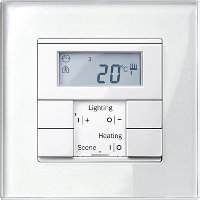 3
20°C
Lighting
I + O -
Heating
Scene I O